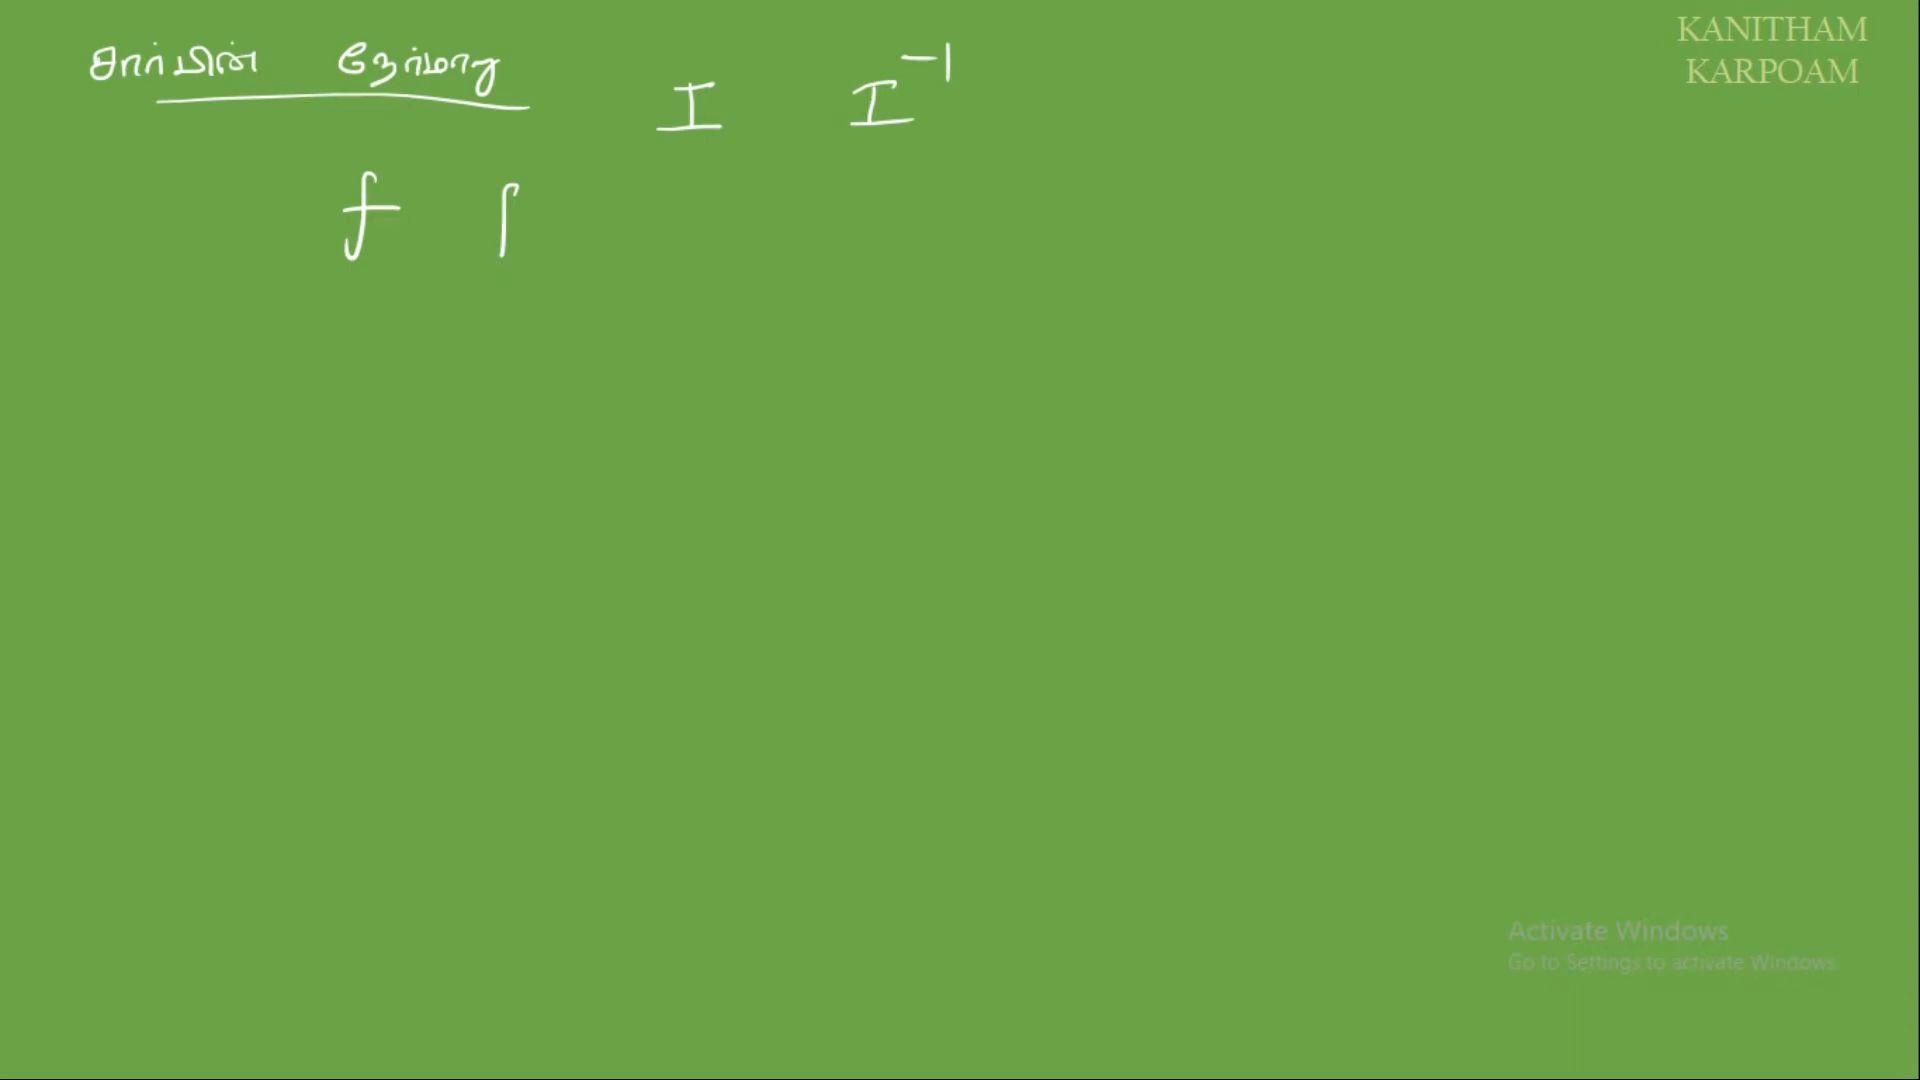 சார்பின் நேர்மாறு I I⁻¹
f
KANITHAM
KARPOAM
Activate Windows
Go to Settings to activate Windows.